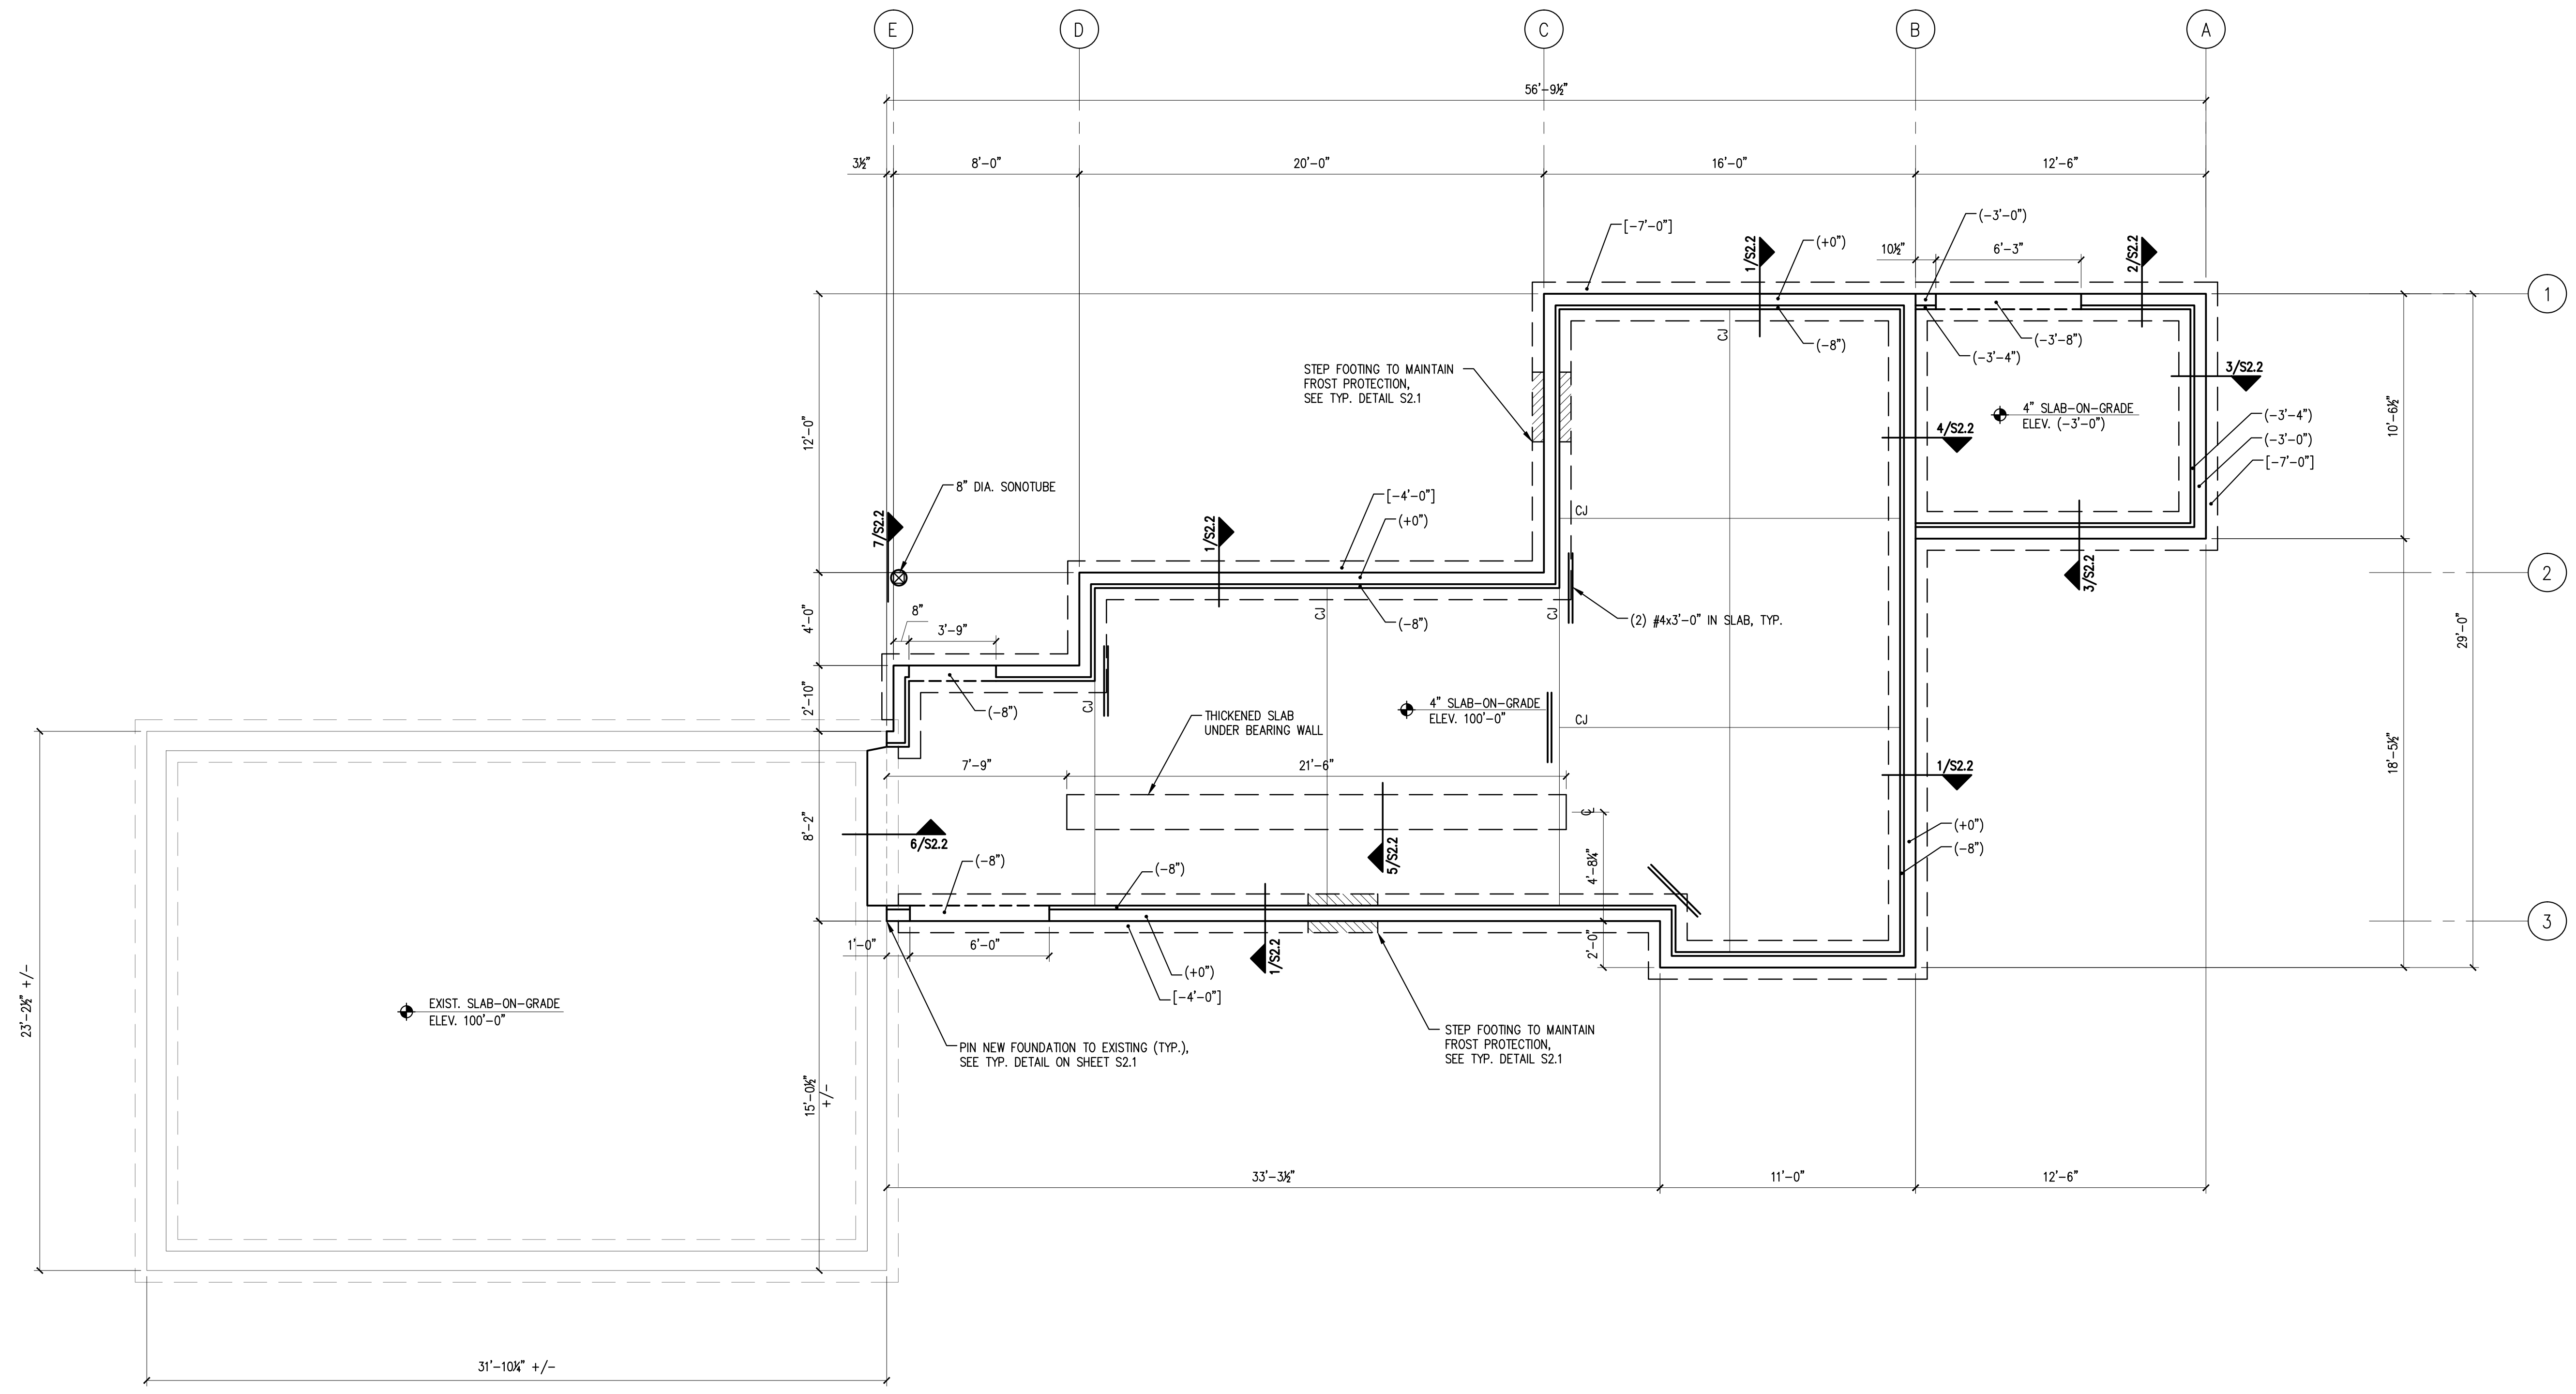 E
D
C
B
A
56'-9½"
3½"
8'-0"
20'-0"
16'-0"
12'-6"
[-7'-0"]
1/S2.2
(+0")
(-3'-0")
10½"
6'-3"
2/S2.2
1
CJ
(-8")
(-3'-8")
(-3'-4")
3/S2.2
STEP FOOTING TO MAINTAIN
FROST PROTECTION,
SEE TYP. DETAIL S2.1
4" SLAB-ON-GRADE
ELEV. (-3'-0")
4/S2.2
(-3'-4")
(-3'-0")
[-7'-0"]
10'-6½"
12'-0"
8" DIA. SONOTUBE
7/S2.2
1/S2.2
[-4'-0"]
(+0")
CJ
3/S2.2
2
4'-0"
8"
3'-9"
CJ
(-8")
CJ
(2) #4x3'-0" IN SLAB, TYP.
29'-0"
2'-10"
(-8")
CJ
THICKENED SLAB
UNDER BEARING WALL
4" SLAB-ON-GRADE
ELEV. 100'-0"
CJ
18'-5½"
7'-9"
21'-6"
1/S2.2
8'-2"
6/S2.2
CL
5/S2.2
4'-8¼"
(+0")
(-8")
(-8")
(-8")
3
1'-0"
6'-0"
(+0")
[-4'-0"]
1/S2.2
2'-0"
23'-2½" +/-
EXIST. SLAB-ON-GRADE
ELEV. 100'-0"
PIN NEW FOUNDATION TO EXISTING (TYP.),
SEE TYP. DETAIL ON SHEET S2.1
STEP FOOTING TO MAINTAIN
FROST PROTECTION,
SEE TYP. DETAIL S2.1
15'-0½"
+/-
33'-3½"
11'-0"
12'-6"
31'-10¼" +/-